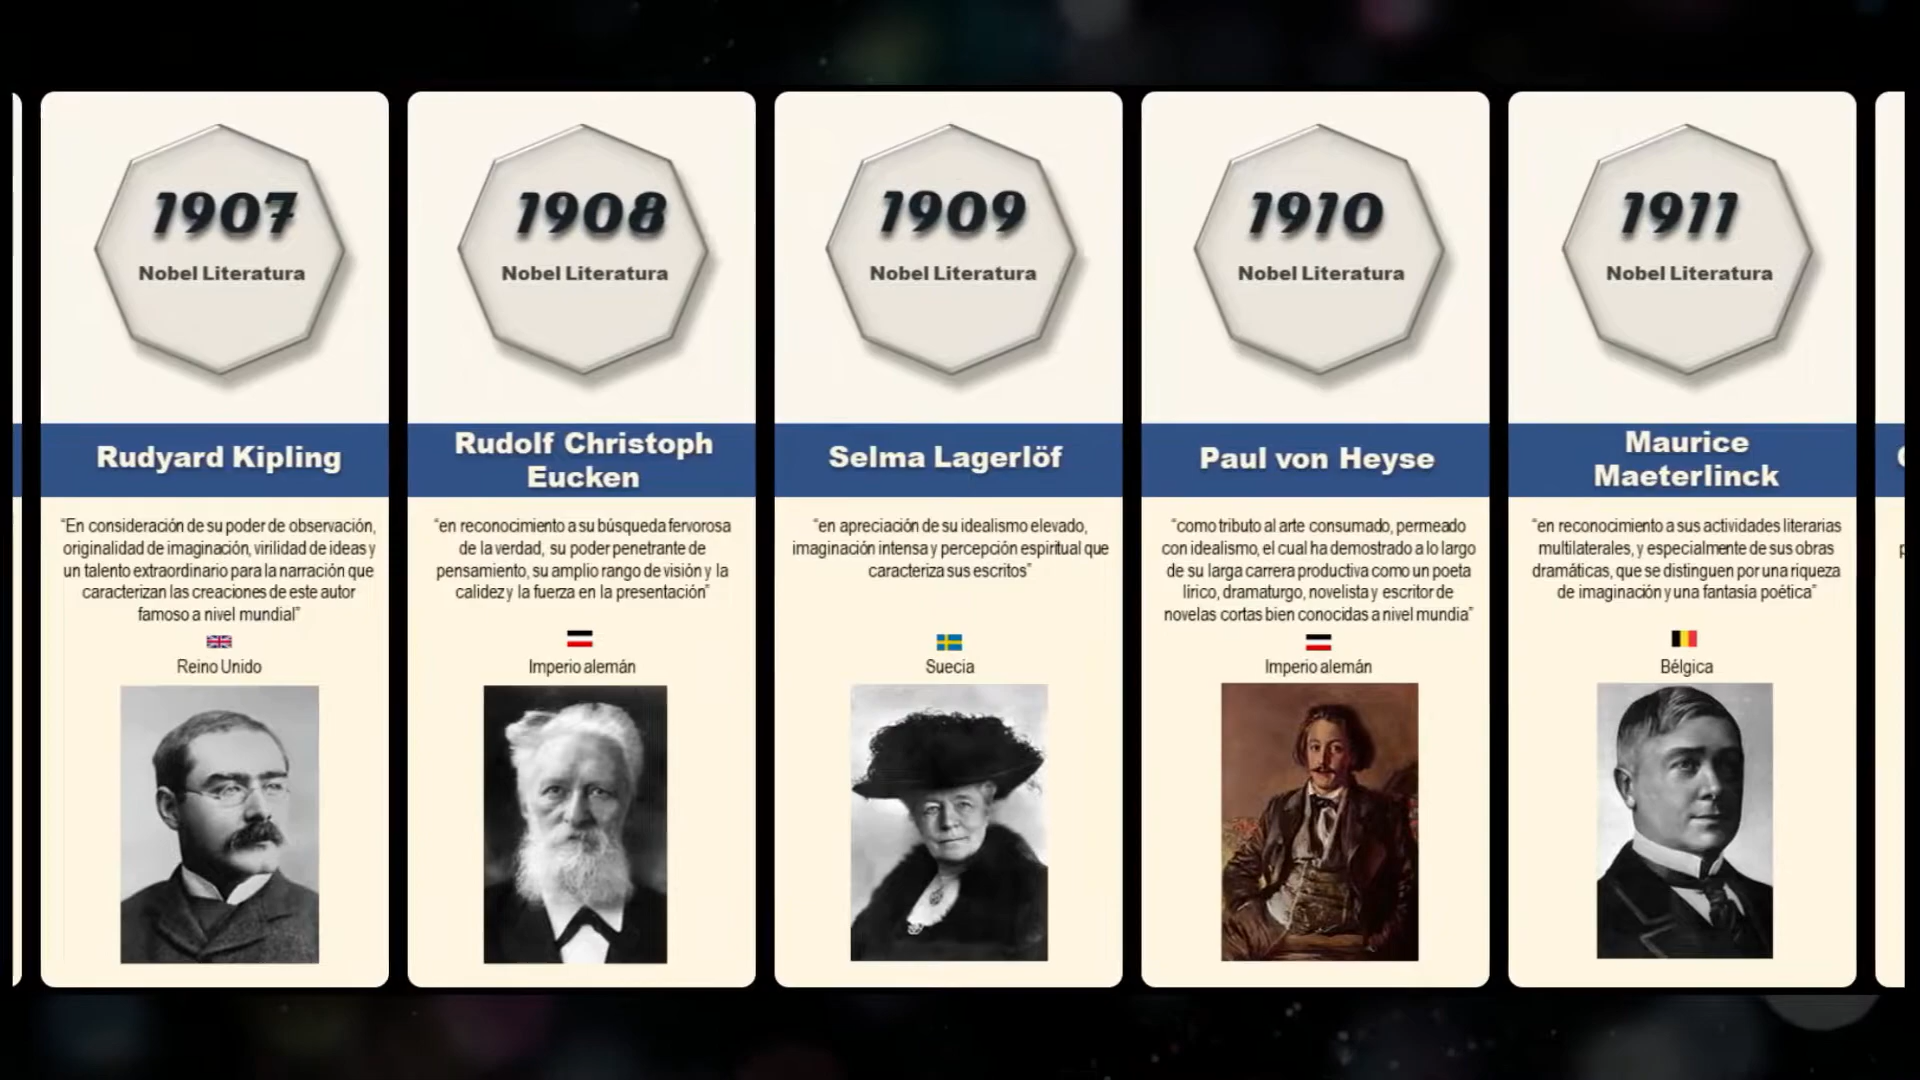 1907
Nobel Literatura
Rudyard Kipling
“En consideración de su poder de observación,
originalidad de imaginación, virilidad de ideas y
un talento extraordinario para la narración que
caracterizan las creaciones de este autor
famoso a nivel mundial”
Reino Unido
1908
Nobel Literatura
Rudolf Christoph
Eucken
“en reconocimiento a su búsqueda fervorosa
de la verdad, su poder penetrante de
pensamiento, su amplio rango de visión y la
calidez y la fuerza en la presentación”
Imperio alemán
1909
Nobel Literatura
Selma Lagerlöf
“en apreciación de su idealismo elevado,
imaginación intensa y percepción espiritual que
caracteriza sus escritos”
Suecia
1910
Nobel Literatura
Paul von Heyse
“como tributo al arte consumado, permeado
con idealismo, el cual ha demostrado a lo largo
de su larga carrera productiva como un poeta
lírico, dramaturgo, novelista y escritor de
novelas cortas bien conocidas a nivel mundia”
Imperio alemán
1911
Nobel Literatura
Maurice
Maeterlinck
“en reconocimiento a sus actividades literarias
multilaterales, y especialmente de sus obras
dramáticas, que se distinguen por una riqueza
de imaginación y una fantasía poética”
Bélgica